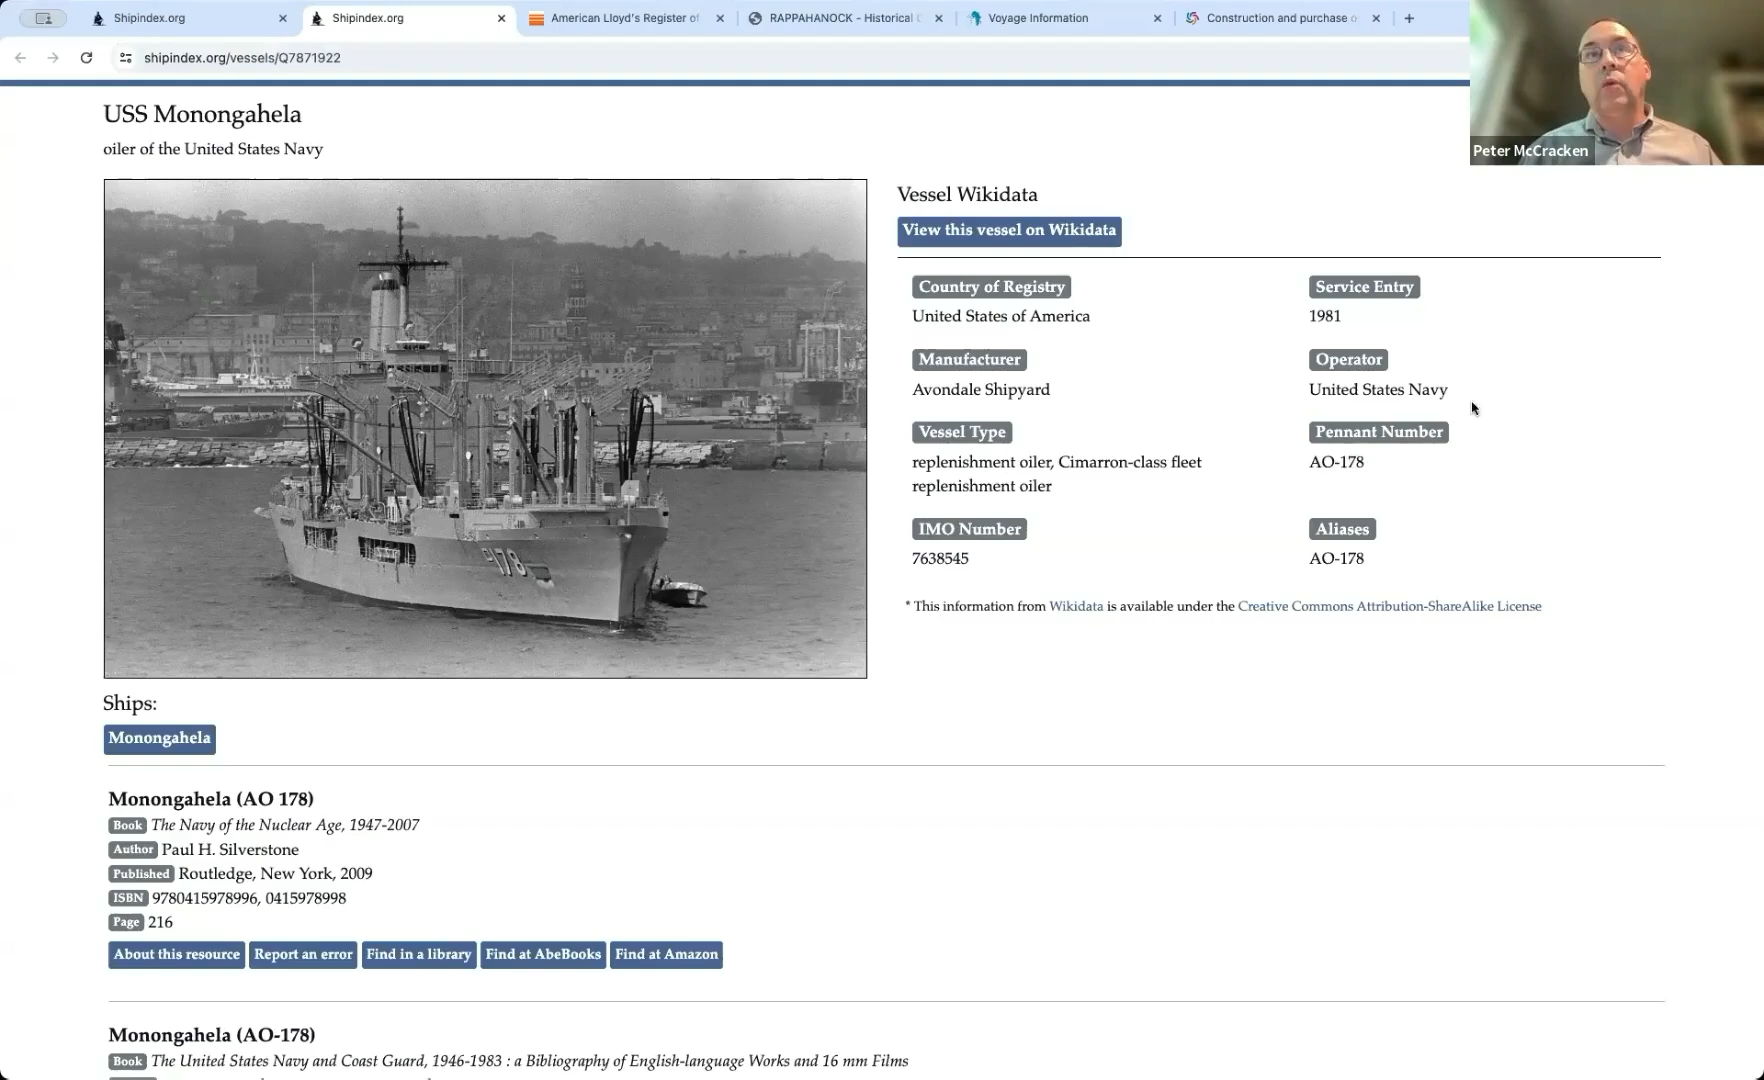 Shipindex.org
Shipindex.org
American Lloyd's Register of
RAPPAHANOCK - Historical
Voyage Information
Construction and purchase o
shipindex.org/vessels/Q7871922
Peter McCracken
USS Monongahela
oiler of the United States Navy
178
Vessel Wikidata
View this vessel on Wikidata
Country of Registry
United States of America
Service Entry
1981
Manufacturer
Avondale Shipyard
Operator
United States Navy
Vessel Type
replenishment oiler, Cimarron-class fleet
replenishment oiler
Pennant Number
AO-178
IMO Number
7638545
Aliases
AO-178
* This information from Wikidata is available under the Creative Commons Attribution-ShareAlike License
Ships:
Monongahela
Monongahela (AO 178)
Book The Navy of the Nuclear Age, 1947-2007
Author Paul H. Silverstone
Published Routledge, New York, 2009
ISBN 9780415978996, 0415978998
Page 216
About this resource Report an error Find in a library Find at AbeBooks Find at Amazon
Monongahela (AO-178)
Book The United States Navy and Coast Guard, 1946-1983 : a Bibliography of English-language Works and 16 mm Films